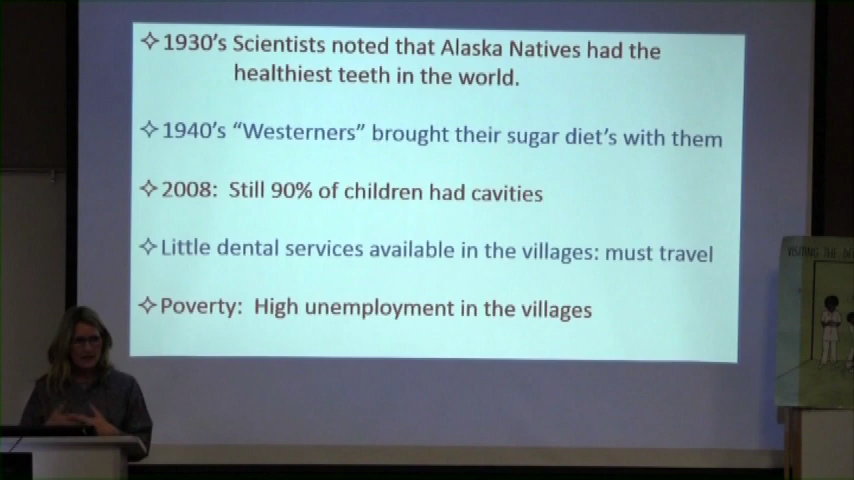 ✧1930's Scientists noted that Alaska Natives had the
healthiest teeth in the world.
✧1940's “Westerners” brought their sugar diet's with them
✧2008: Still 90% of children had cavities
✧Little dental services available in the villages: must travel
✧Poverty: High unemployment in the villages
VISITING THE